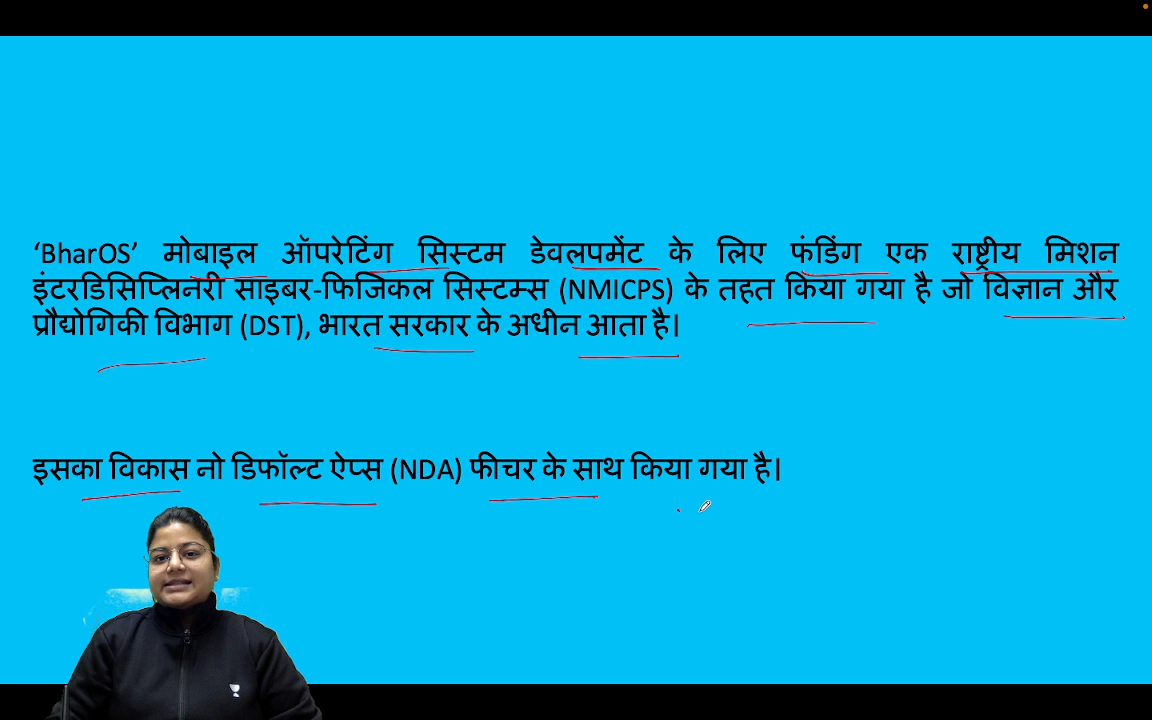 ‘BharOS’ मोबाइल ऑपरेटिंग सिस्टम डेवलपमेंट के लिए फंडिंग एक राष्ट्रीय मिशन
इंटरडिसिप्लिनरी साइबर-फिजिकल सिस्टम्स (NMICPS) के तहत किया गया है जो विज्ञान और
प्रौद्योगिकी विभाग (DST), भारत सरकार के अधीन आता है।
इसका विकास नो डिफॉल्ट ऐप्स (NDA) फीचर के साथ किया गया है।